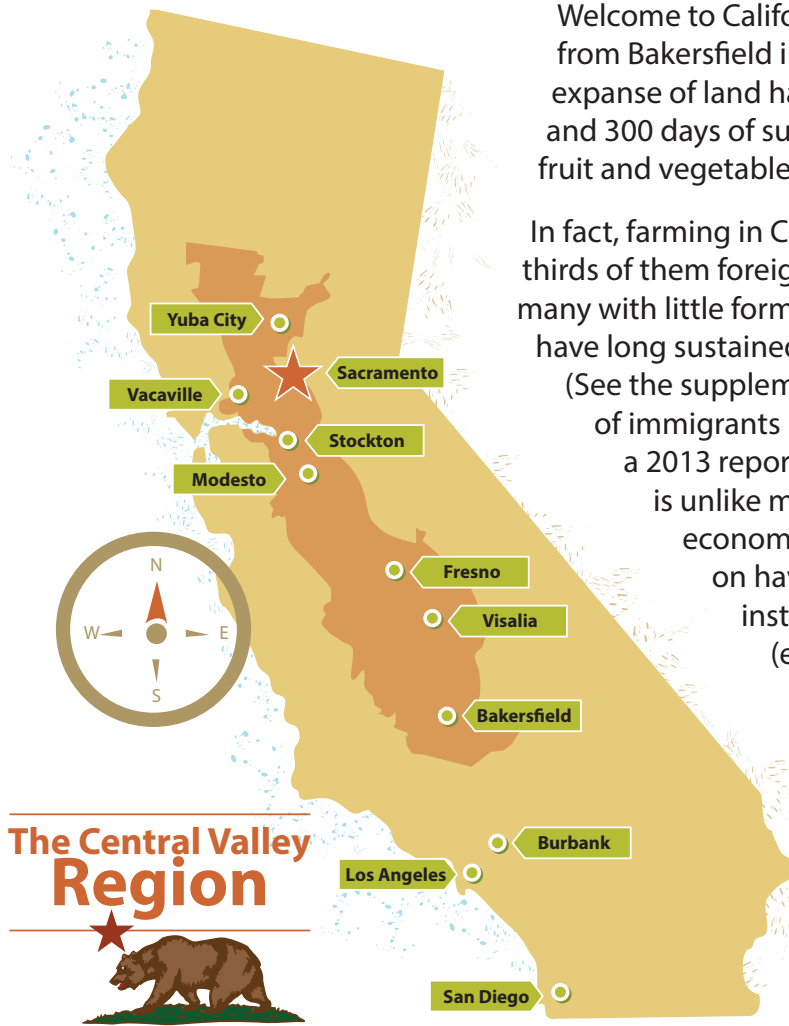 Welcome to Califo
from Bakersfield i
expanse of land ha
and 300 days of su
fruit and vegetable
In fact, farming in C
thirds of them foreig
many with little form
have long sustained
(See the supplem
of immigrants
a 2013 repor
is unlike m
econom
on hav
inst
(e
Yuba City
Sacramento
Vacaville
Stockton
Modesto
Fresno
Visalia
Bakersfield
N
W
E
S
The Central Valley
Region
Burbank
Los Angeles
San Diego